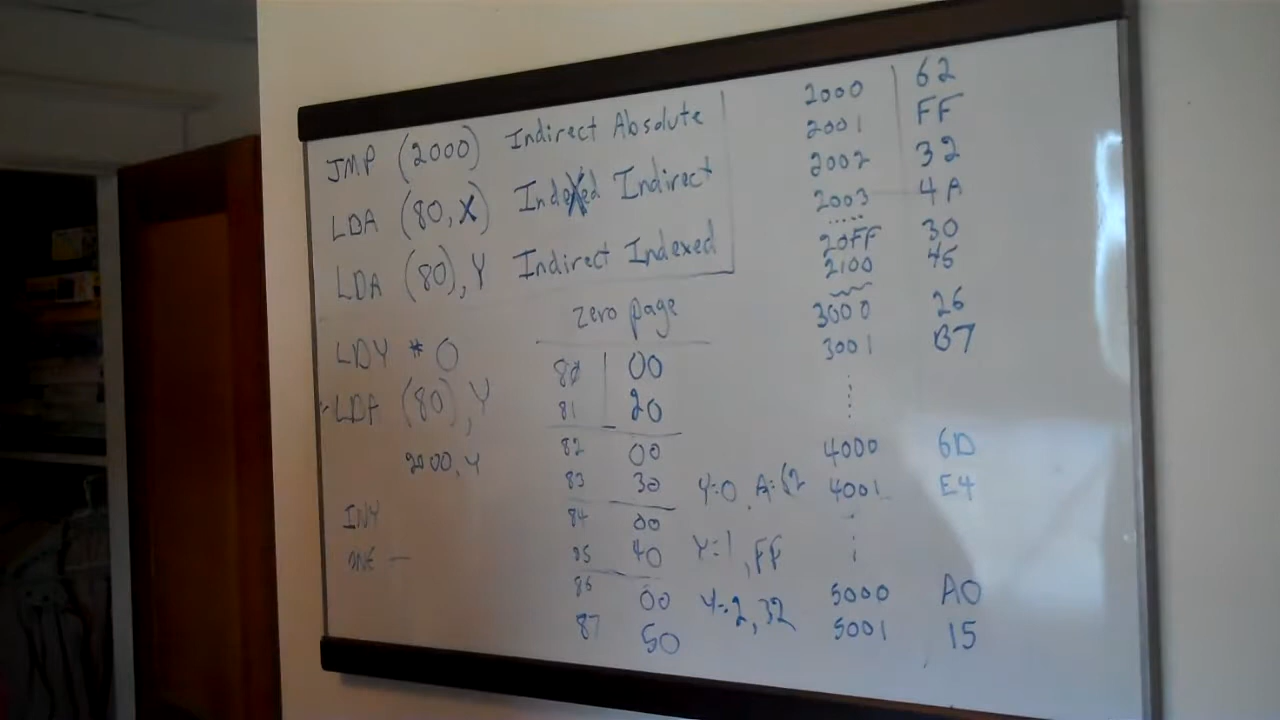 JMP (2000) Indirect Absolute
LDA (80,X) Indexed Indirect
LDA (80),Y Indirect Indexed
LDY # 0
LDA (80),Y
2000,Y
INY
BNE —
zero page
80 00
81 20
82 00
83 30
84 00
85 40
86 00
87 50
Y=0, A=62
Y=1, FF
Y=2, 32
2000 62
2001 FF
2002 32
2003 4A
20FF 30
2100 45
3000 26
3001 B7
4000 6D
4001 E4
5000 A0
5001 15